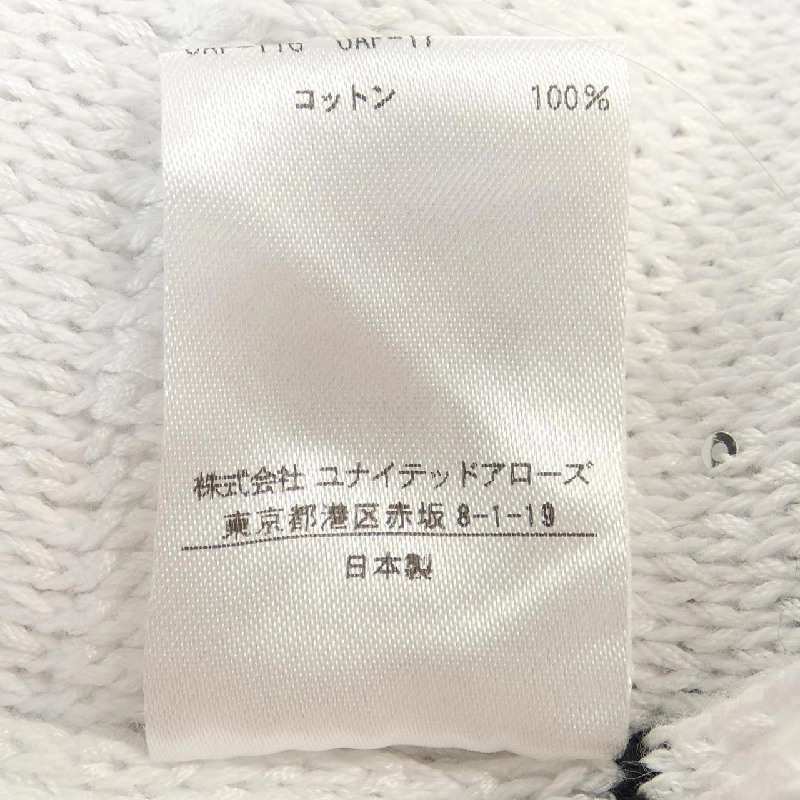 コットン 100%
株式会社 ユナイテッドアローズ
東京都港区赤坂 8-1-19
日本製